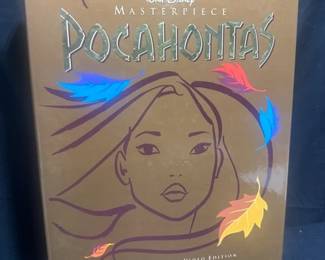 Walt Disney
MASTERPIECE
POCAHONTAS
VIDEO EDITION